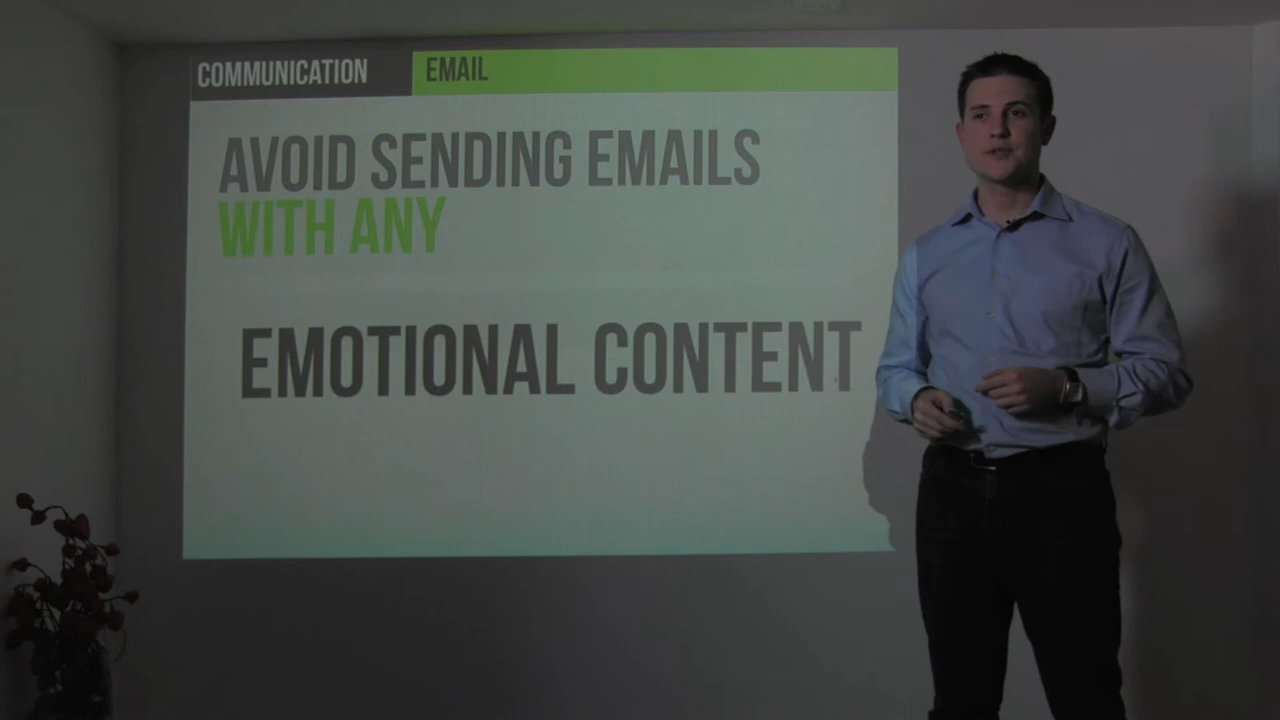 COMMUNICATION EMAIL
AVOID SENDING EMAILS
WITH ANY
EMOTIONAL CONTENT